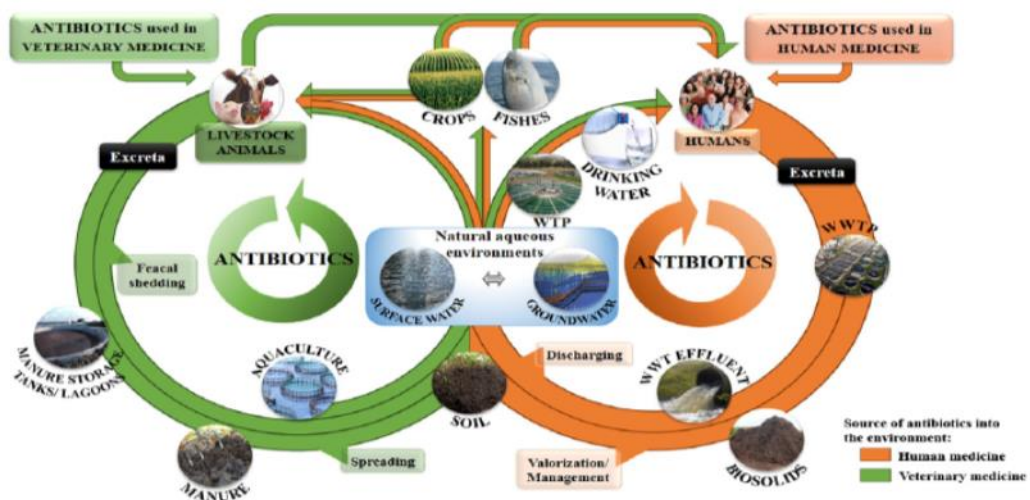 ANTIBIOTICS used in
VETERINARY MEDICINE
ANTIBIOTICS used in
HUMAN MEDICINE
CROPS
FISHES
LIVESTOCK
ANIMALS
HUMANS
Excreta
Excreta
DRINKING
WATER
WTP
WWTP
Natural aqueous
environments
ANTIBIOTICS
ANTIBIOTICS
SURFACE WATER
GROUNDWATER
Feacal
shedding
MANURE STORAGE
TANKS/ LAGOONS
AQUACULTURE
SOIL
Discharging
WWT EFFLUENT
BIOSOLIDS
MANURE
Spreading
Valorization/
Management
Source of antibiotics into
the environment:
Human medicine
Veterinary medicine